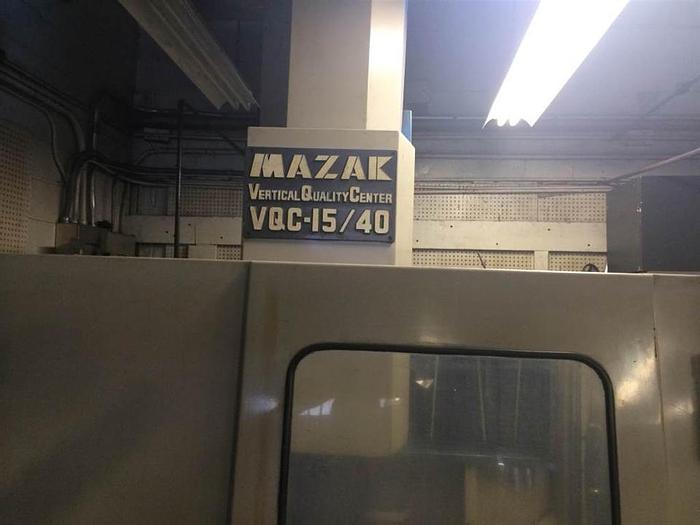 MAZAK
VERTICAL QUALITY CENTER
VQC-15/40